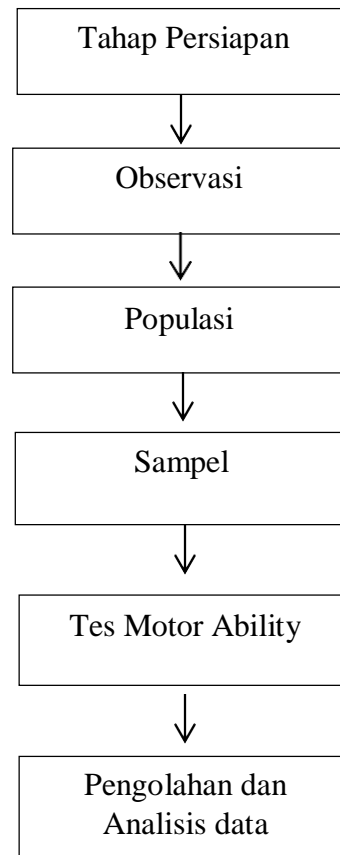 Tahap Persiapan
Observasi
Populasi
Sampel
Tes Motor Ability
Pengolahan dan
Analisis data